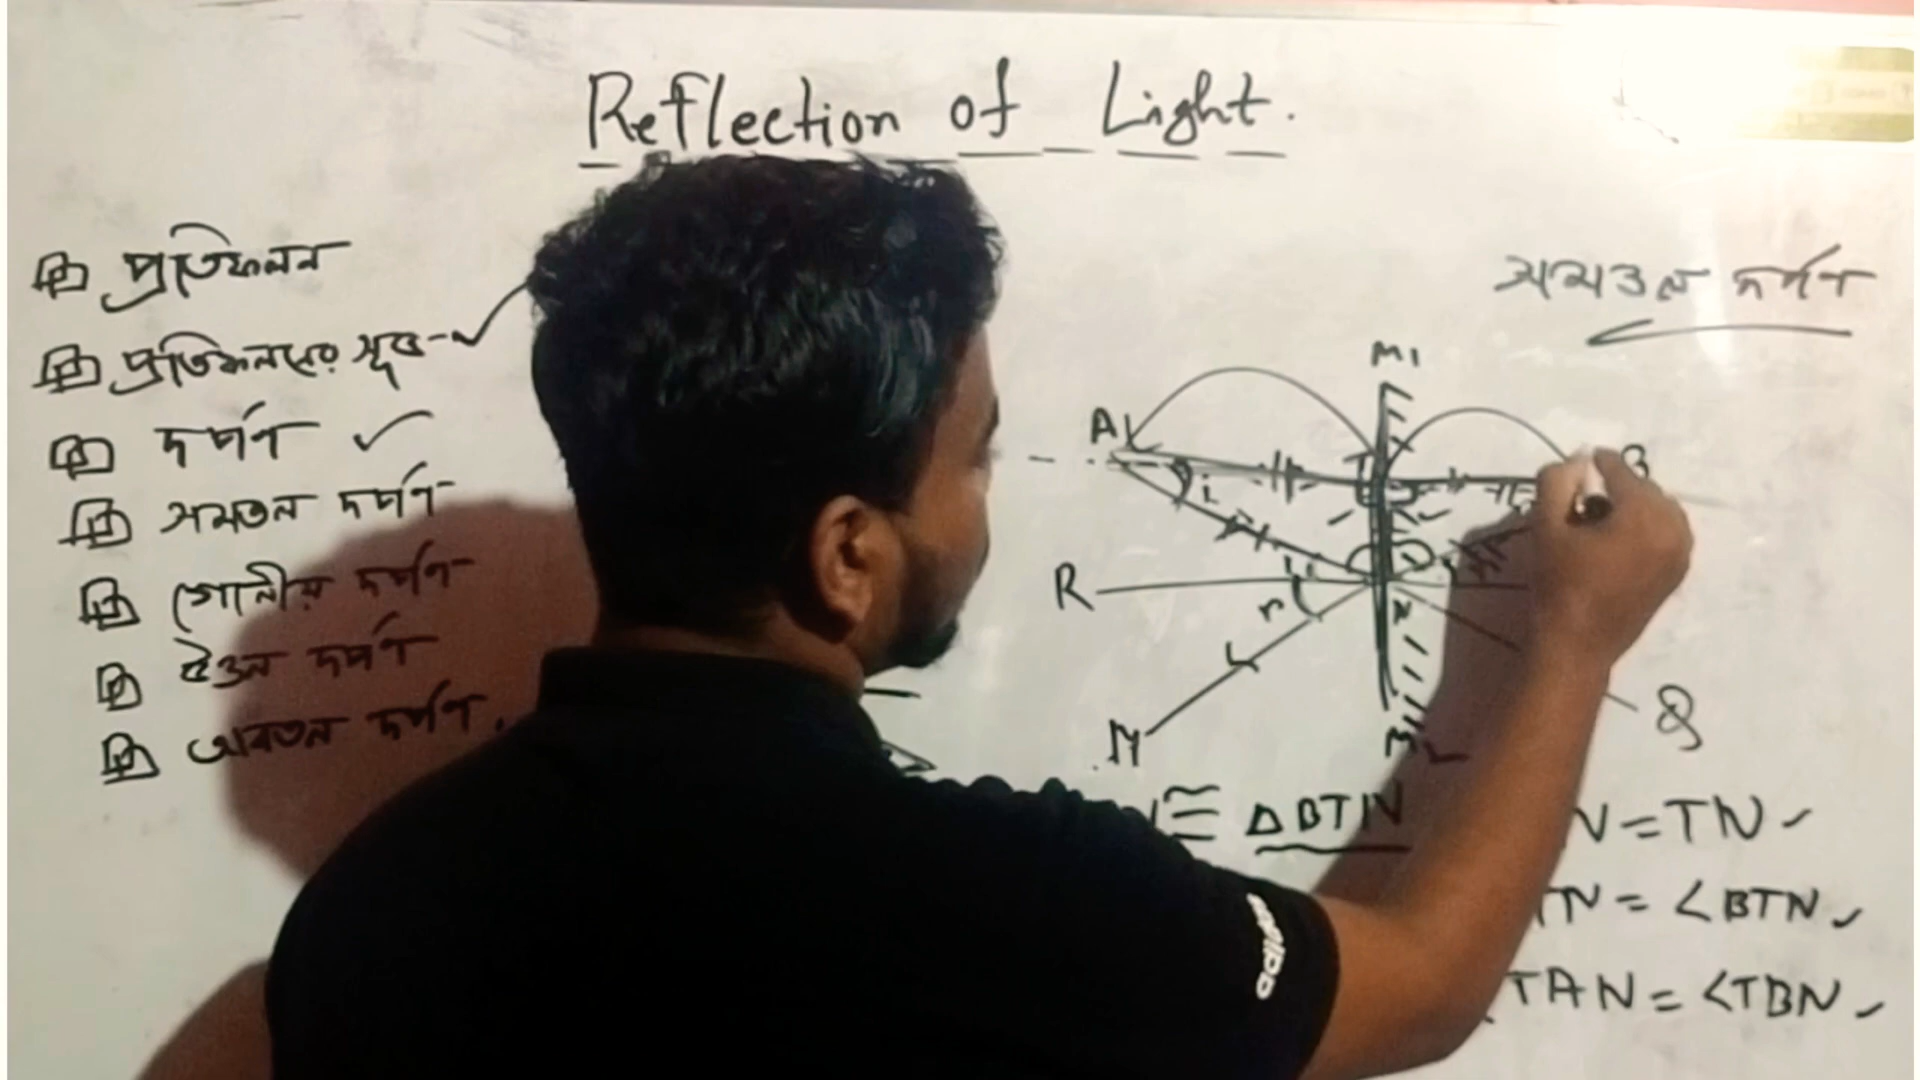 Reflection of Light.
প্রতিফলন
প্রতিফলনের সূত্র-
দর্পণ
সমতল দর্পণ
গোলীয় দর্পণ
উত্তল দর্পণ
অবতল দর্পণ.
সমতল দর্পণ
M1
A
B
T
i
R
i
r
N
M
M
Q
≅ ΔBTN
N = TN
TN = <BTN
TAN = <TBN